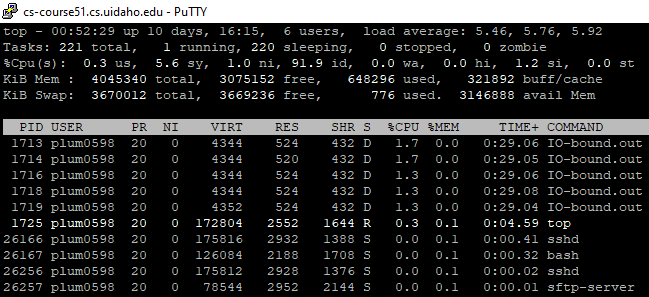 cs-course51.cs.uidaho.edu - PuTTY
top - 00:52:29 up 10 days, 16:15,  6 users,  load average: 5.46, 5.76, 5.92
Tasks: 221 total,   1 running, 220 sleeping,   0 stopped,   0 zombie
%Cpu(s):  0.3 us,  5.6 sy,  1.0 ni, 91.9 id,  0.0 wa,  0.0 hi,  1.2 si,  0.0 st
KiB Mem :  4045340 total,  3075152 free,   648296 used,   321892 buff/cache
KiB Swap:  3670012 total,  3669236 free,      776 used.  3146888 avail Mem
PID USER      PR  NI    VIRT    RES    SHR S  %CPU %MEM     TIME+ COMMAND
1713 plum0598  20   0    4344    524    432 D   1.7  0.0   0:29.06 IO-bound.out
1714 plum0598  20   0    4344    520    432 D   1.7  0.0   0:29.05 IO-bound.out
1716 plum0598  20   0    4344    524    432 D   1.3  0.0   0:29.06 IO-bound.out
1718 plum0598  20   0    4344    524    432 D   1.3  0.0   0:29.08 IO-bound.out
1719 plum0598  20   0    4352    524    432 D   1.3  0.0   0:29.04 IO-bound.out
1725 plum0598  20   0  172804   2552   1644 R   0.3  0.1   0:04.59 top
26166 plum0598  20   0  175816   2932   1388 S   0.0  0.1   0:00.41 sshd
26167 plum0598  20   0  126084   2188   1708 S   0.0  0.1   0:00.32 bash
26256 plum0598  20   0  175812   2928   1376 S   0.0  0.1   0:00.02 sshd
26257 plum0598  20   0   78544   2952   2144 S   0.0  0.1   0:00.01 sftp-server